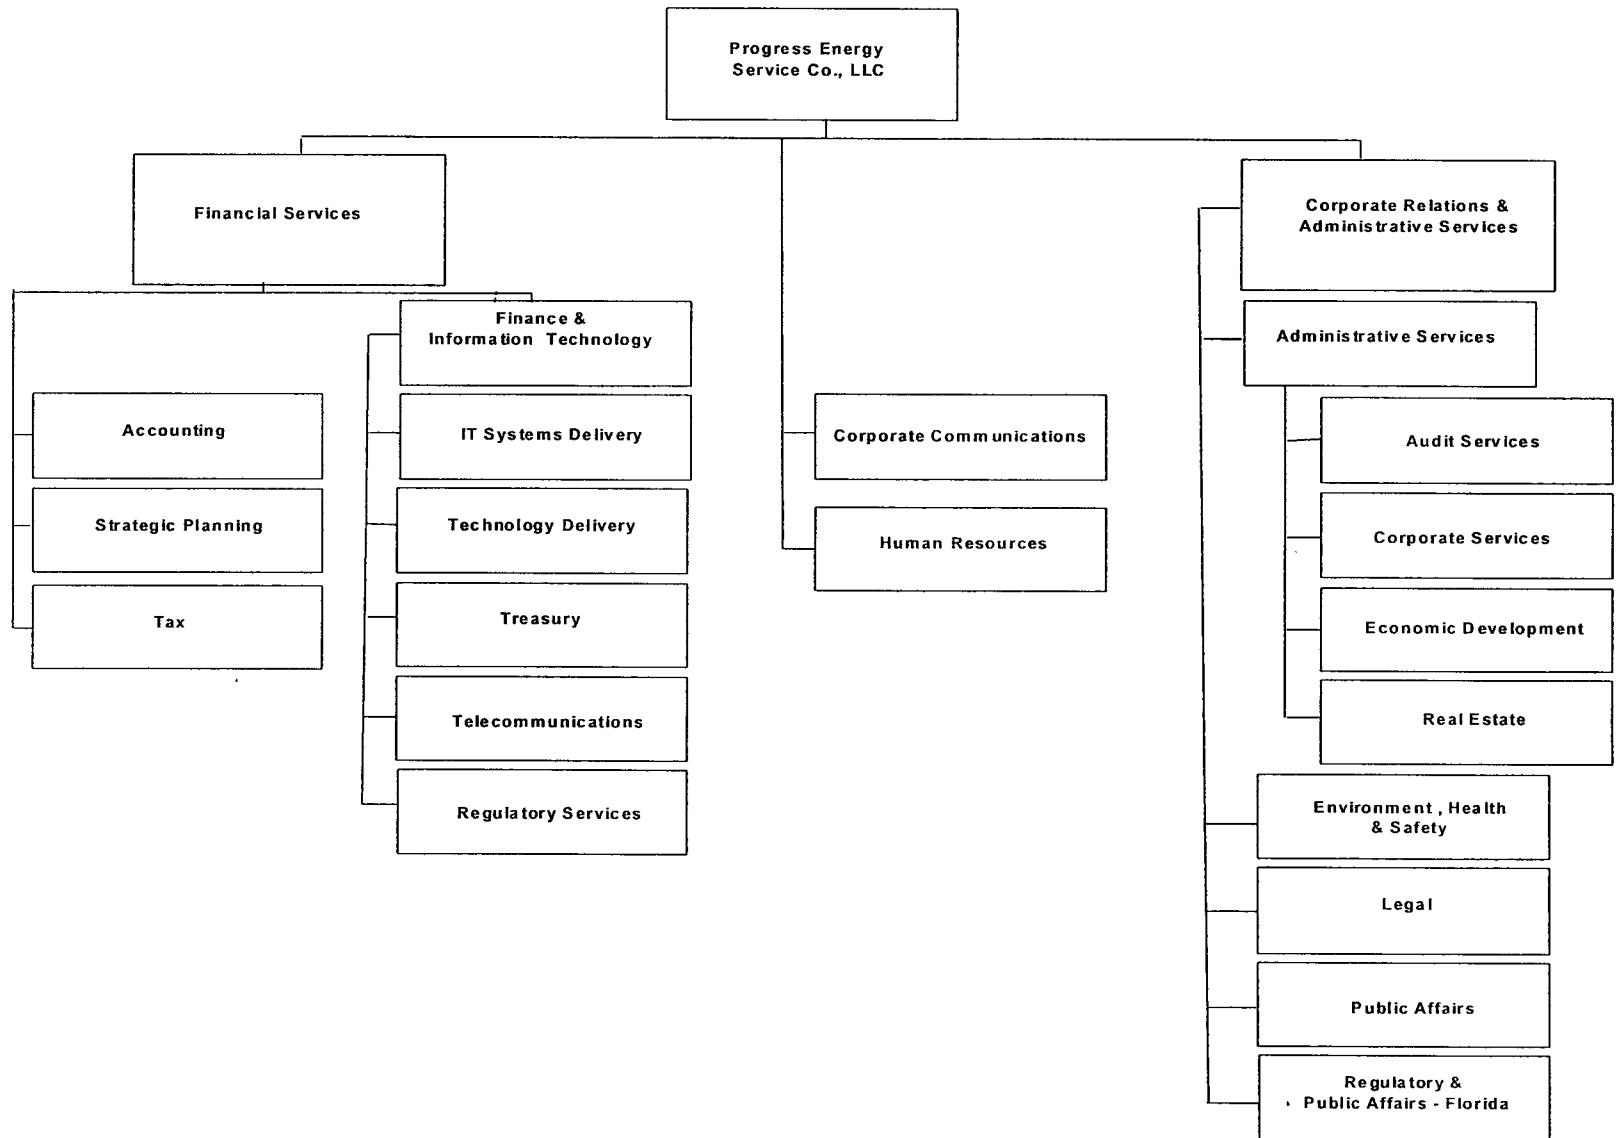 Progress Energy
Service Co., LLC
Financial Services
Corporate Relations &
Administrative Services
Finance &
Information Technology
Administrative Services
Accounting
IT Systems Delivery
Corporate Communications
Audit Services
Strategic Planning
Technology Delivery
Human Resources
Corporate Services
Tax
Treasury
Economic Development
Telecommunications
Real Estate
Regulatory Services
Environment , Health
& Safety
Legal
Public Affairs
Regulatory &
Public Affairs - Florida